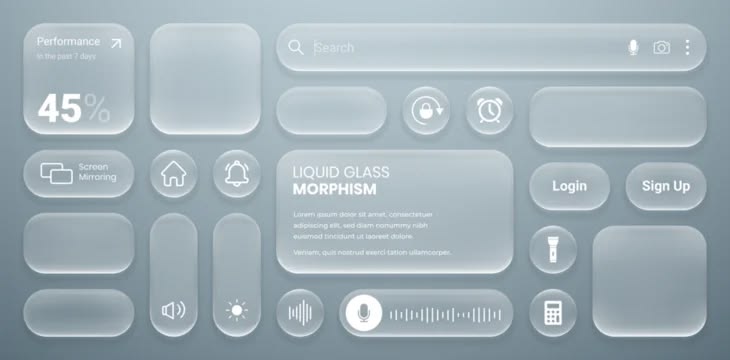 Performance
In the past 7 days
45%
Search
Screen
Mirroring
LIQUID GLASS
MORPHISM
Lorem ipsum dolor sit amet, consectetuer
adipiscing elit, sed diam nonummy nibh
euismod tincidunt ut laoreet dolore.
Veniam, quis nostrud exerci tation ullamcorper.
Login
Sign Up